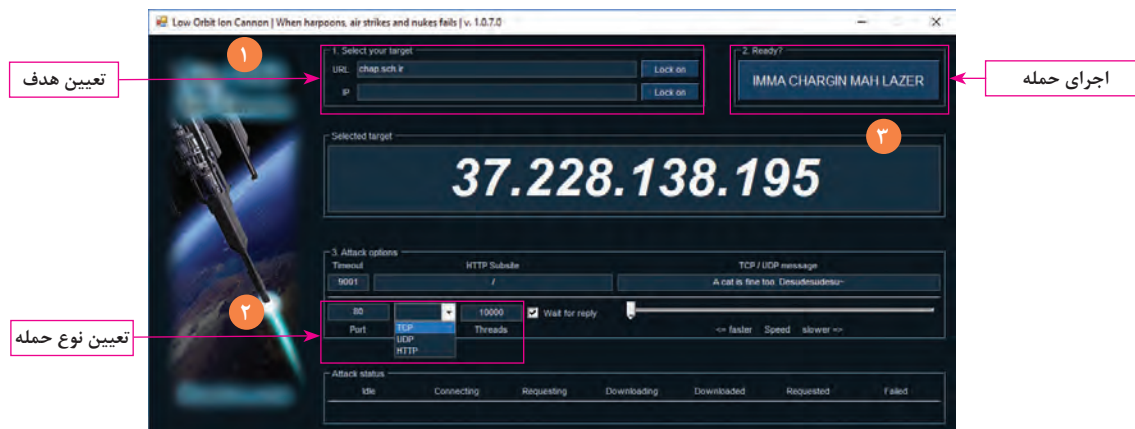 Low Orbit Ion Cannon | When harpoons, air strikes and nukes fails | v. 1.0.7.0
۱
1. Select your target
URL chap.sch.ir Lock on
IP Lock on
تعیین هدف
2. Ready?
IMMA CHARGIN MAH LAZER
اجرای حمله
۳
Selected target
37.228.138.195
3. Attack options
Timeout HTTP Subsite TCP / UDP message
9001 / A cat is fine too. Desudesudesu~
۲
80 10000 Wait for reply
Port TCP Threads <= faster Speed slower =>
UDP
HTTP
تعیین نوع حمله
Attack status
Idle Connecting Requesting Downloading Downloaded Requested Failed